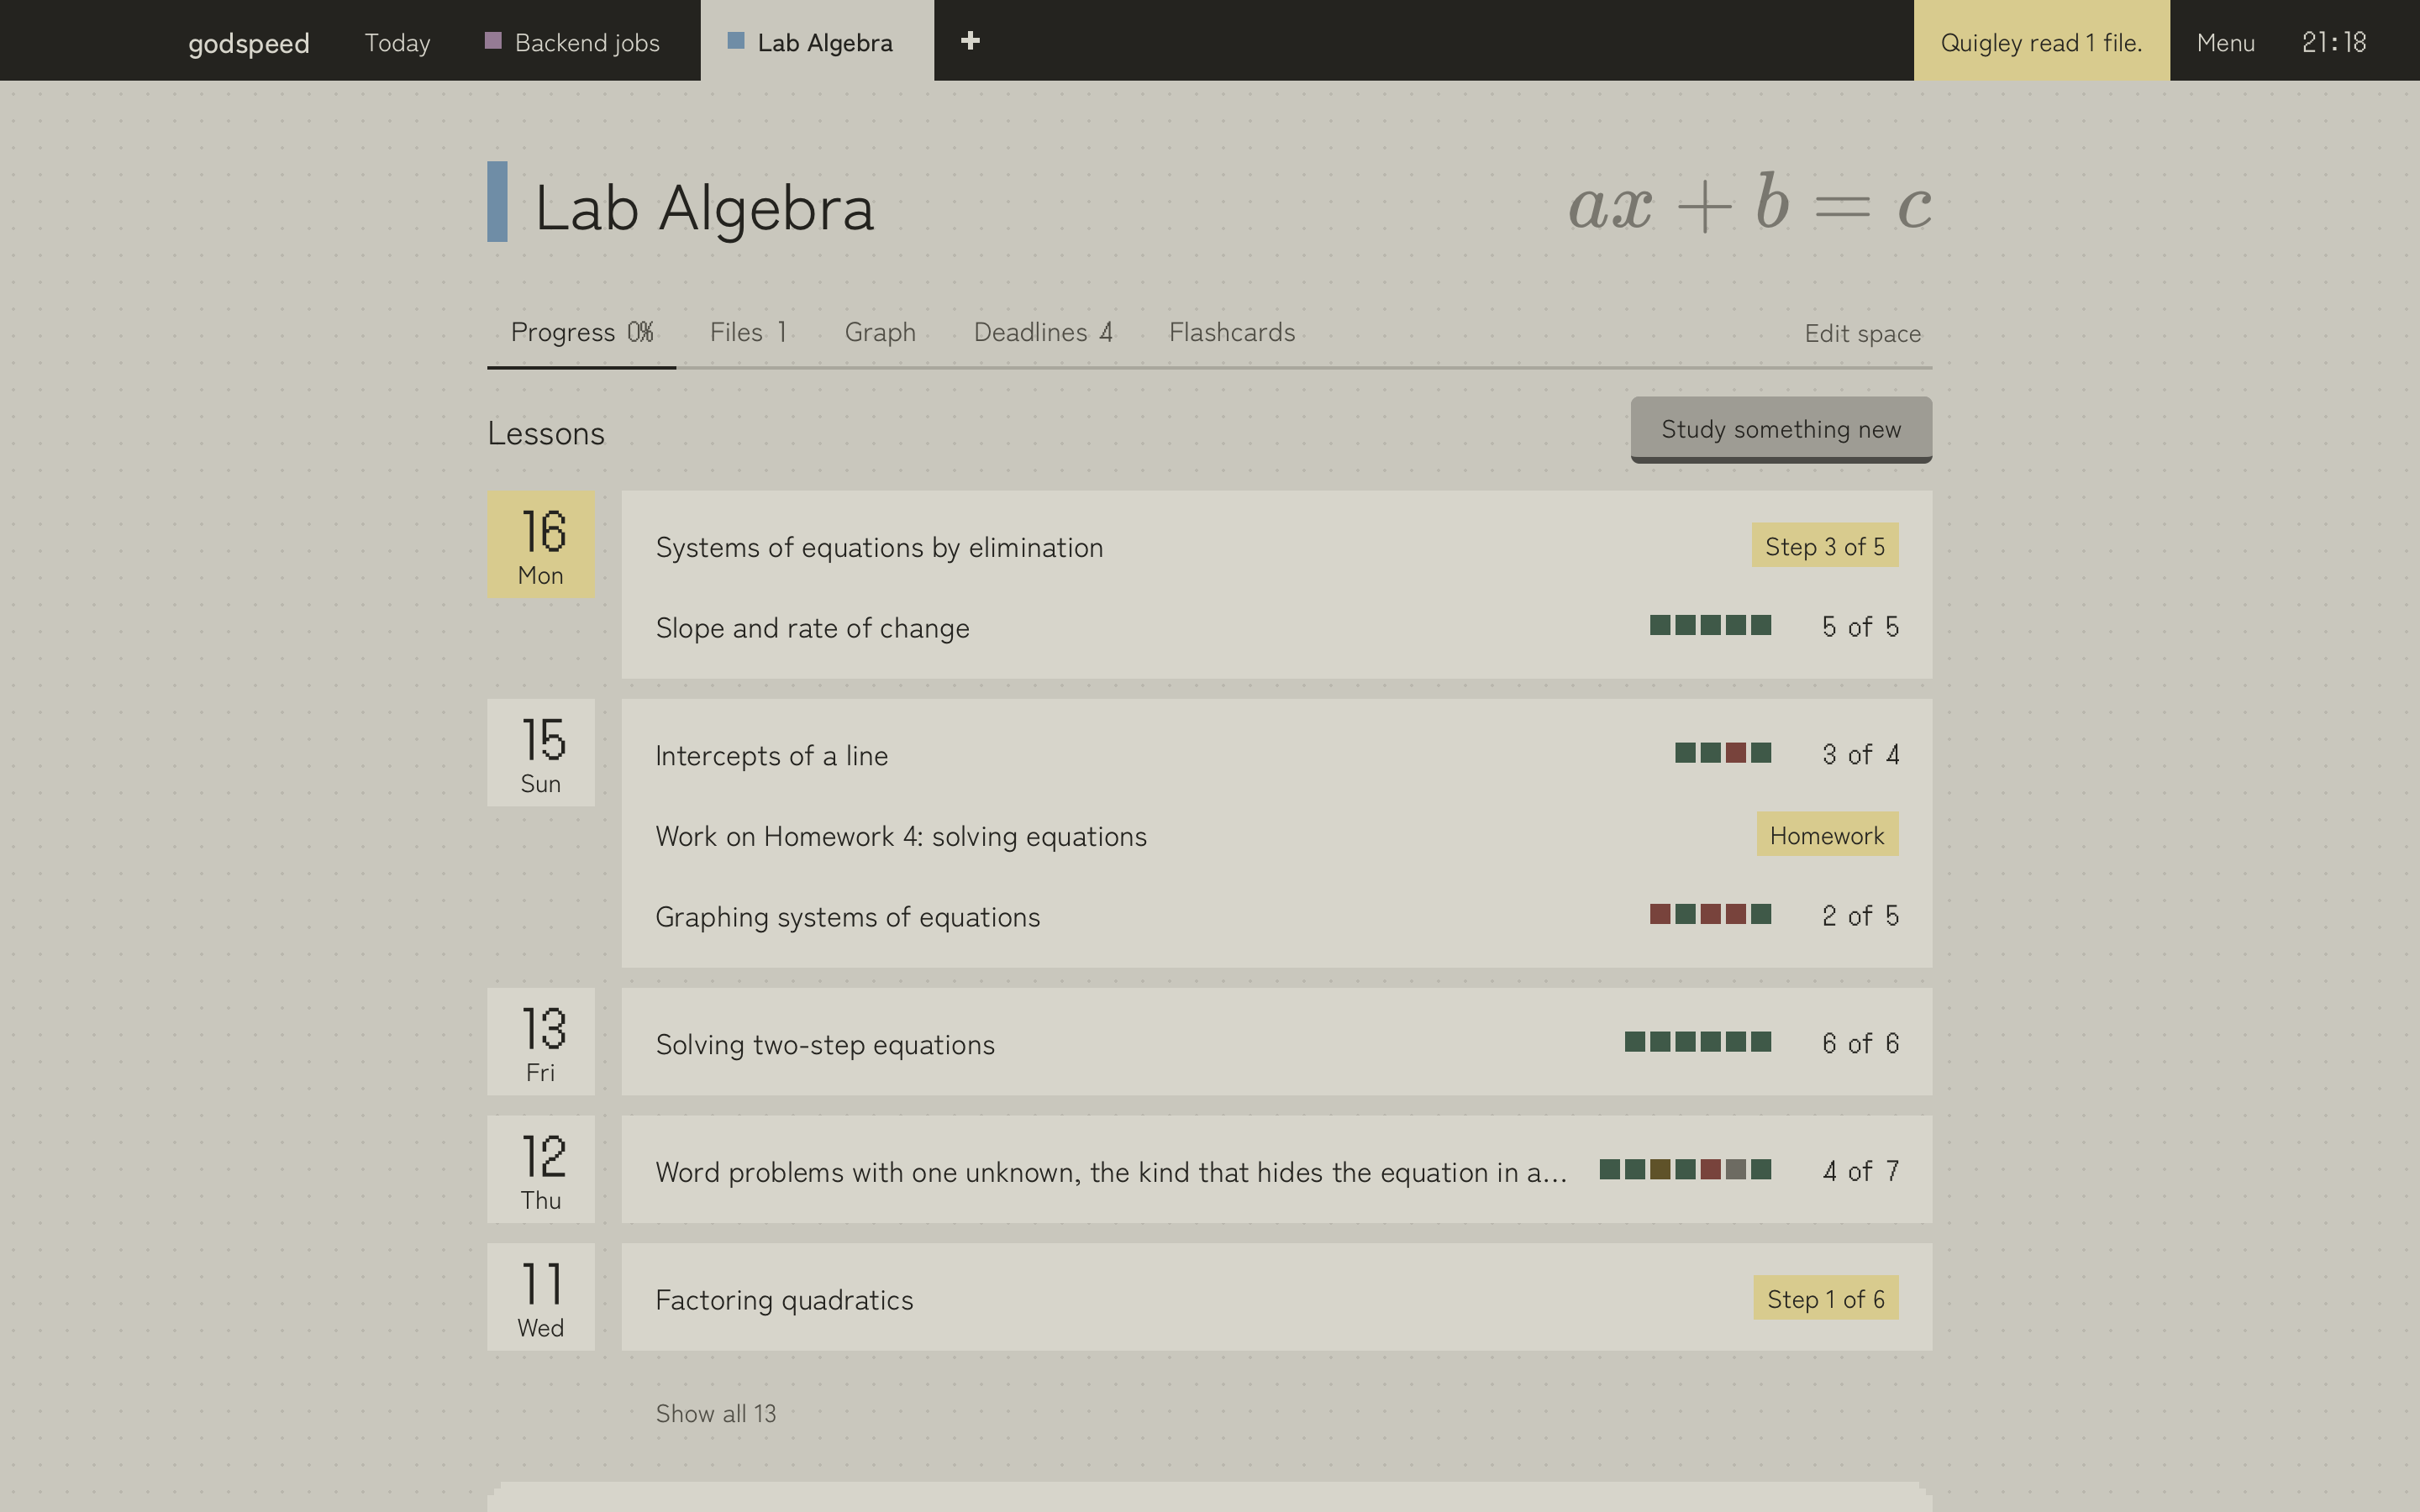 godspeed Today Backend jobs Lab Algebra + Quigley read 1 file. Menu 21:18
Lab Algebra ax + b = c
Progress 0% Files 1 Graph Deadlines 4 Flashcards Edit space
Lessons Study something new
16 Mon
Systems of equations by elimination Step 3 of 5
Slope and rate of change 5 of 5
15 Sun
Intercepts of a line 3 of 4
Work on Homework 4: solving equations Homework
Graphing systems of equations 2 of 5
13 Fri
Solving two-step equations 6 of 6
12 Thu
Word problems with one unknown, the kind that hides the equation in a... 4 of 7
11 Wed
Factoring quadratics Step 1 of 6
Show all 13